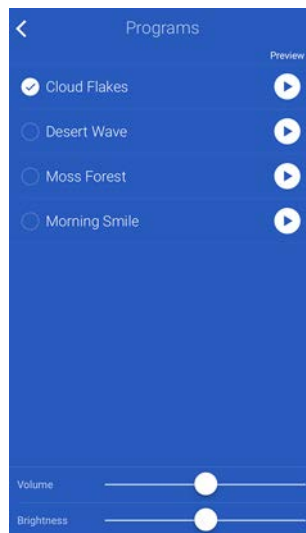 Programs
Preview
Cloud Flakes
Desert Wave
Moss Forest
Morning Smile
Volume
Brightness